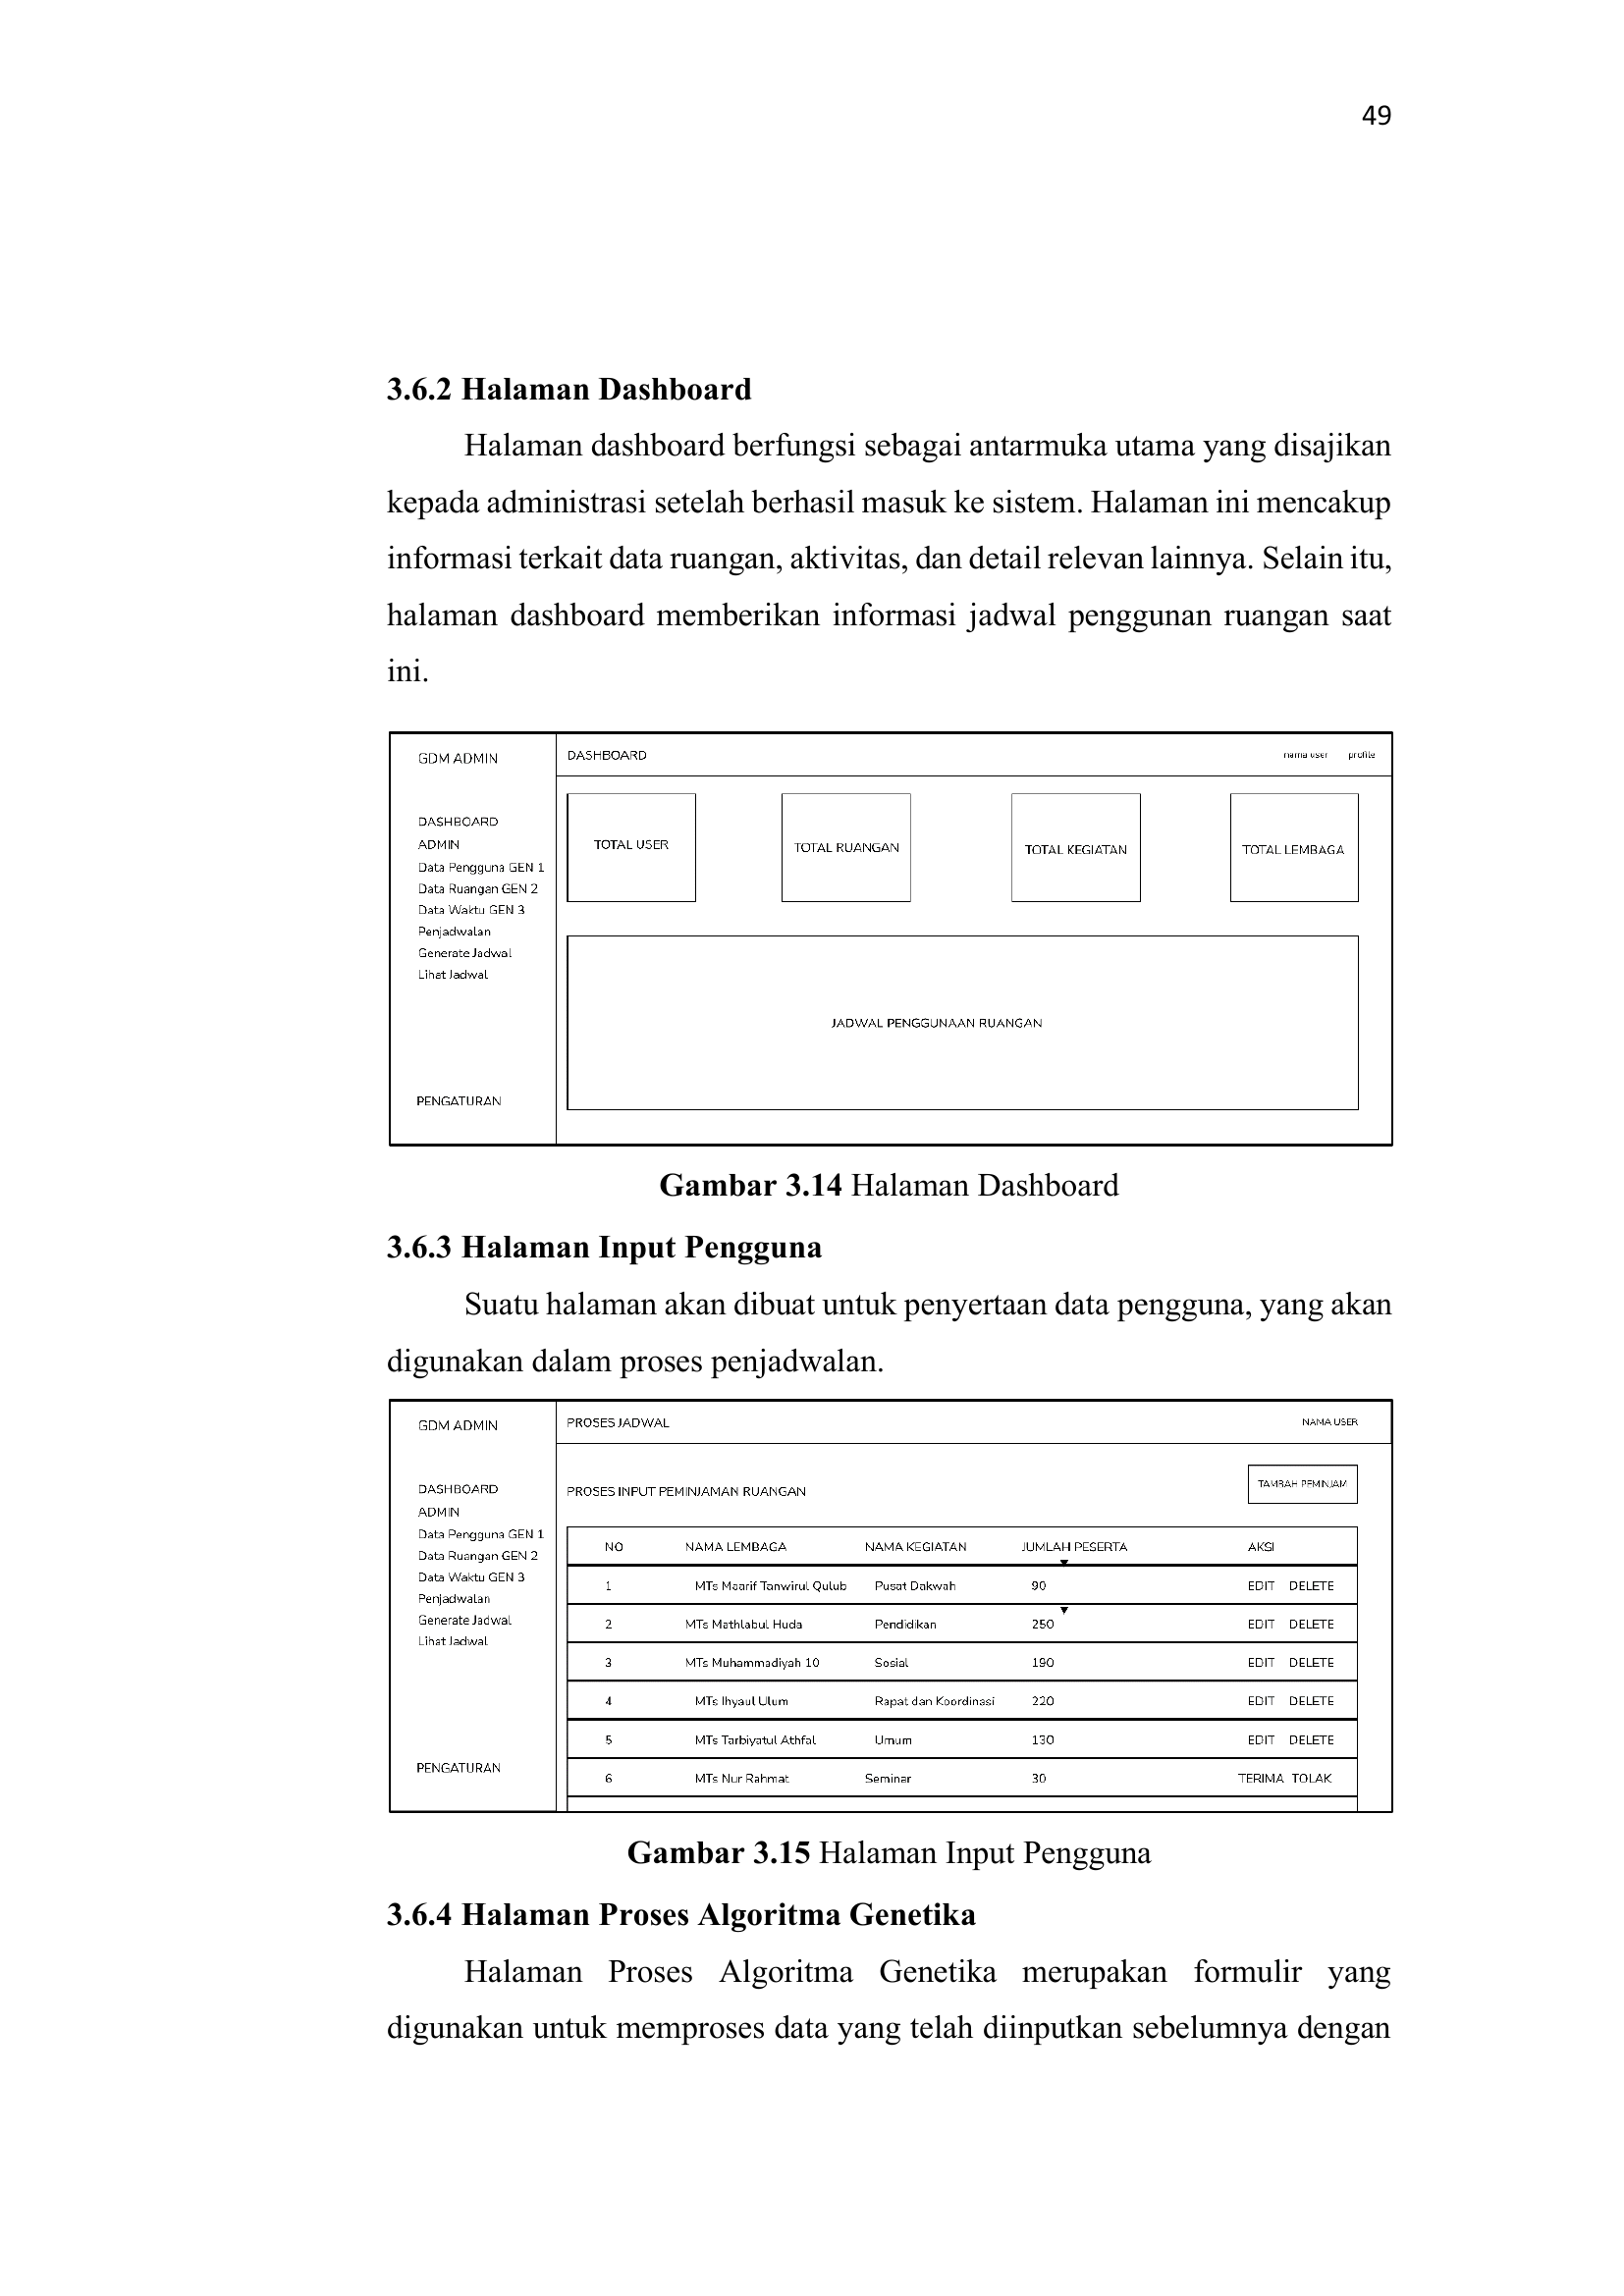 49
3.6.2 Halaman Dashboard
Halaman dashboard berfungsi sebagai antarmuka utama yang disajikan
kepada administrasi setelah berhasil masuk ke sistem. Halaman ini mencakup
informasi terkait data ruangan, aktivitas, dan detail relevan lainnya. Selain itu,
halaman dashboard memberikan informasi jadwal penggunan ruangan saat
ini.
GDM ADMIN
DASHBOARD
ADMIN
Data Pengguna GEN 1
Data Ruangan GEN 2
Data Waktu GEN 3
Penjadwalan
Generate Jadwal
Lihat Jadwal
PENGATURAN
DASHBOARD nama user profile
TOTAL USER TOTAL RUANGAN TOTAL KEGIATAN TOTAL LEMBAGA
JADWAL PENGGUNAAN RUANGAN
Gambar 3.14 Halaman Dashboard
3.6.3 Halaman Input Pengguna
Suatu halaman akan dibuat untuk penyertaan data pengguna, yang akan
digunakan dalam proses penjadwalan.
GDM ADMIN
DASHBOARD
ADMIN
Data Pengguna GEN 1
Data Ruangan GEN 2
Data Waktu GEN 3
Penjadwalan
Generate Jadwal
Lihat Jadwal
PENGATURAN
PROSES JADWAL NAMA USER
PROSES INPUT PEMINJAMAN RUANGAN TAMBAH PEMINJAM
NO NAMA LEMBAGA NAMA KEGIATAN JUMLAH PESERTA AKSI
1 MTs Maarif Tanwirul Qulub Pusat Dakwah 90 EDIT DELETE
2 MTs Mathlabul Huda Pendidikan 250 EDIT DELETE
3 MTs Muhammadiyah 10 Sosial 190 EDIT DELETE
4 MTs Ihyaul Ulum Rapat dan Koordinasi 220 EDIT DELETE
5 MTs Tarbiyatul Athfal Umum 130 EDIT DELETE
6 MTs Nur Rahmat Seminar 30 TERIMA TOLAK
Gambar 3.15 Halaman Input Pengguna
3.6.4 Halaman Proses Algoritma Genetika
Halaman Proses Algoritma Genetika merupakan formulir yang
digunakan untuk memproses data yang telah diinputkan sebelumnya dengan